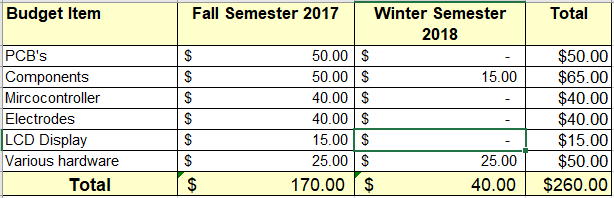 Budget Item Fall Semester 2017 Winter Semester 2018 Total
PCB's $ 50.00 $ - $50.00
Components $ 50.00 $ 15.00 $65.00
Mircocontroller $ 40.00 $ - $40.00
Electrodes $ 40.00 $ - $40.00
LCD Display $ 15.00 $ - $15.00
Various hardware $ 25.00 $ 25.00 $50.00
Total $ 170.00 $ 40.00 $260.00